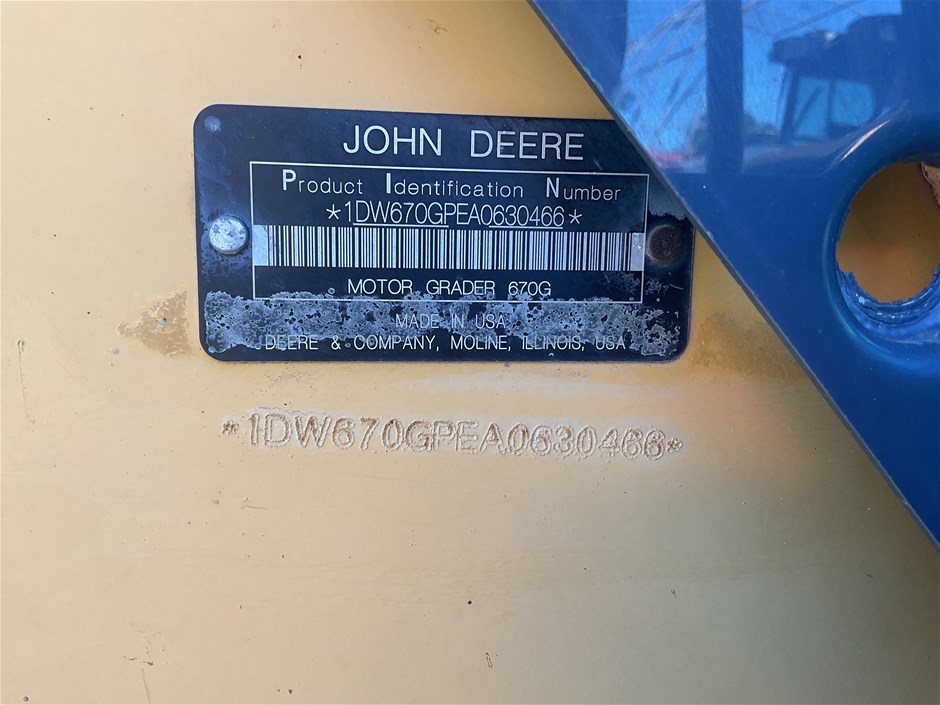 JOHN DEERE
Product Identification Number
*1DW670GPEA0630466*
MOTOR GRADER 670G
MADE IN USA
DEERE & COMPANY, MOLINE, ILLINOIS, USA
*1DW670GPEA0630466*